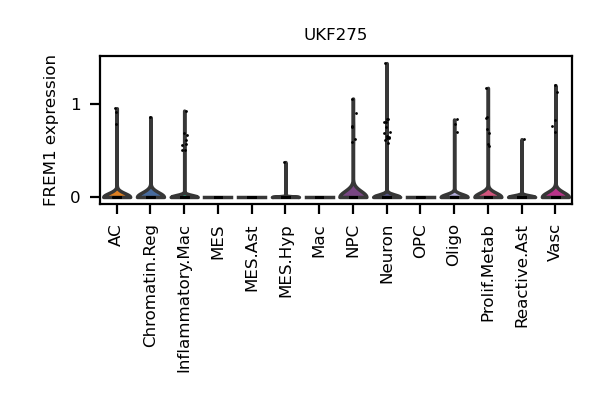 UKF275
FREM1 expression
1
0
AC
Chromatin.Reg
Inflammatory.Mac
MES
MES.Ast
MES.Hyp
Mac
NPC
Neuron
OPC
Oligo
Prolif.Metab
Reactive.Ast
Vasc